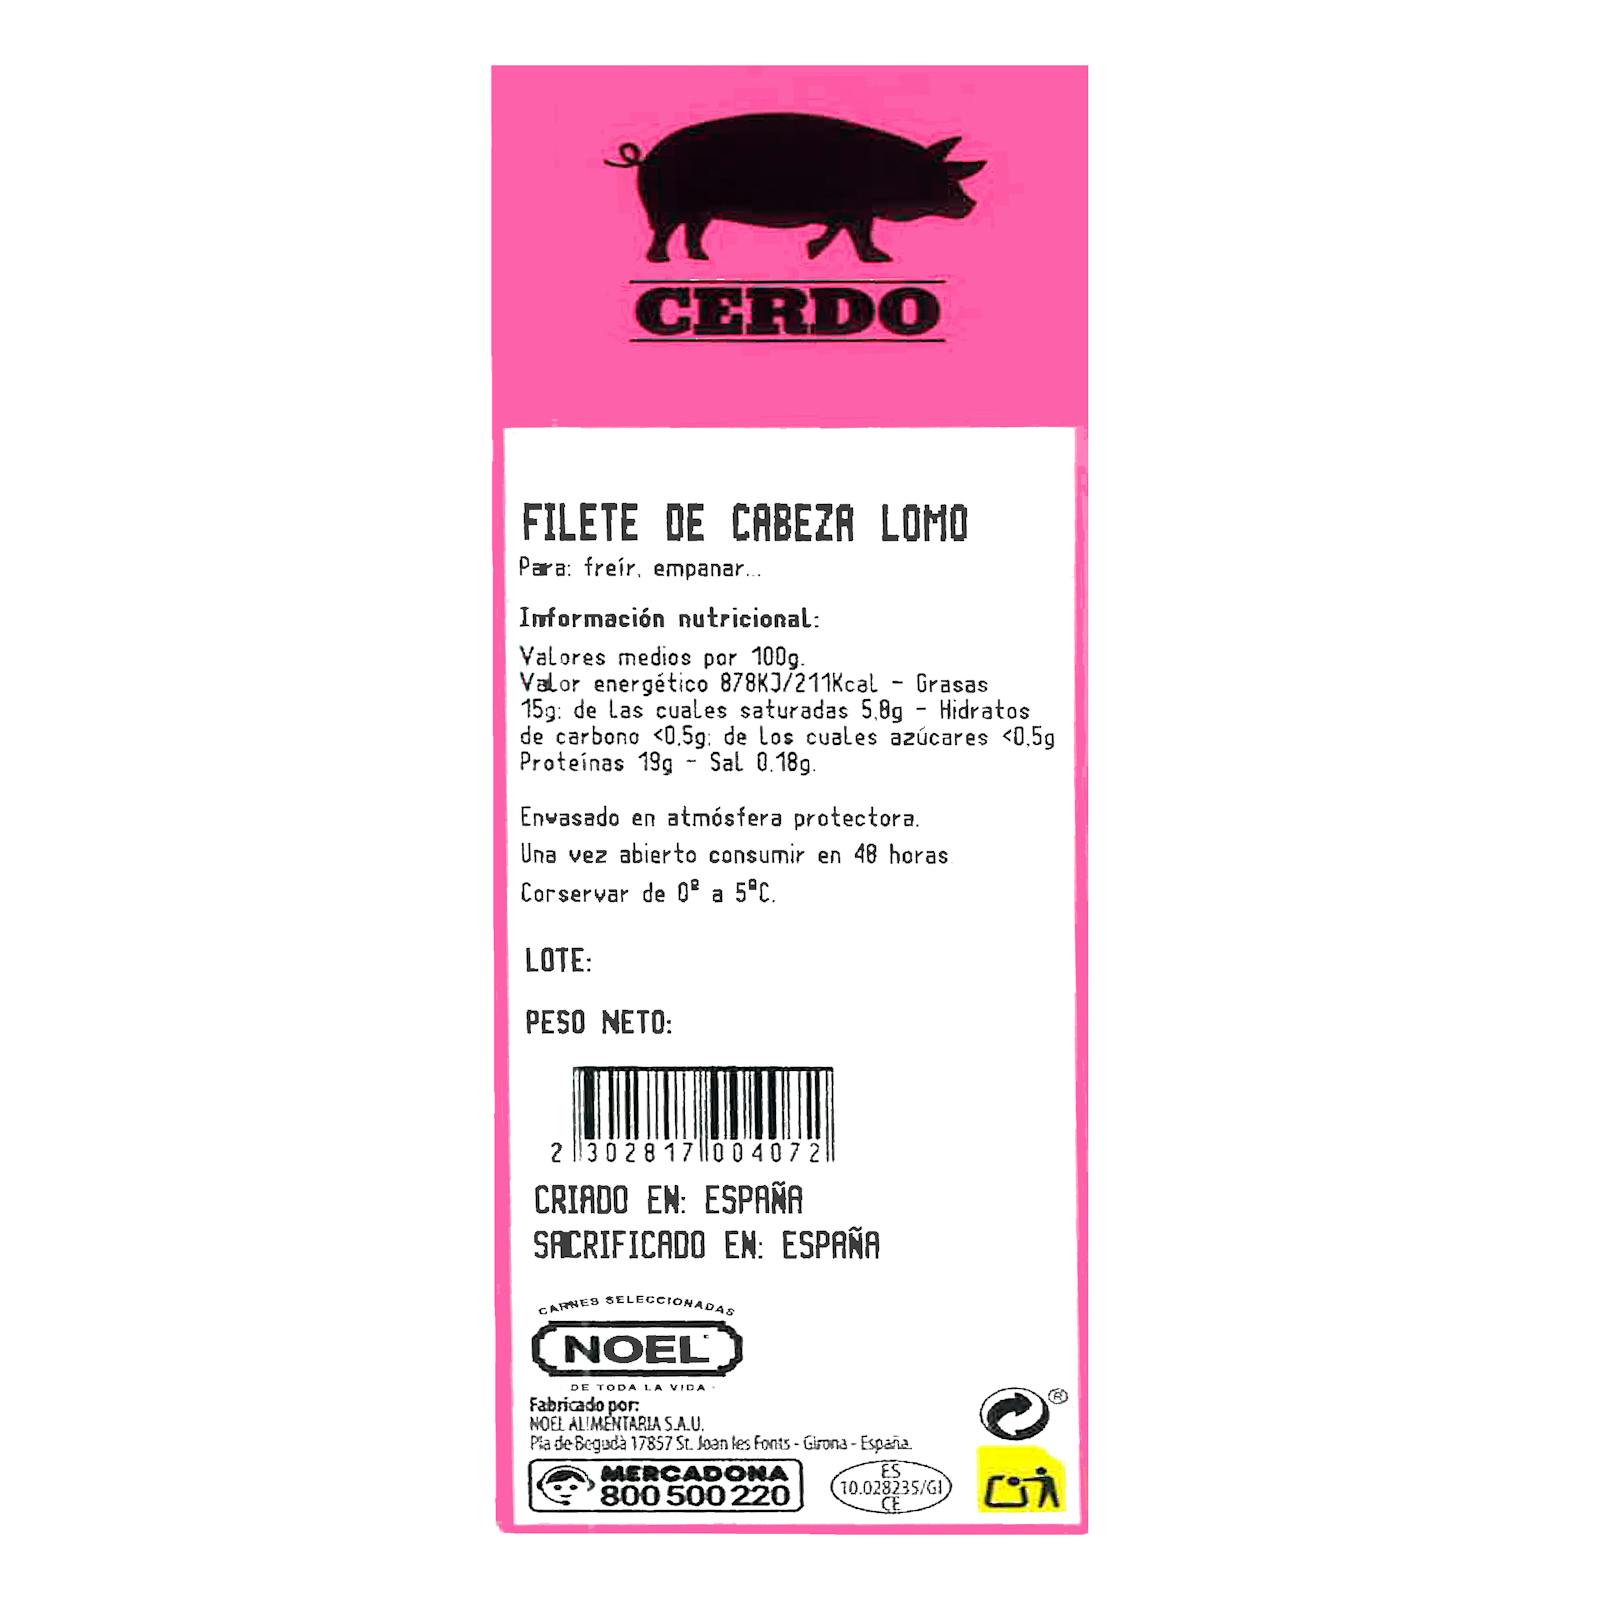 CERDO
FILETE DE CABEZA LOMO
Para: freír, empanar...
Información nutricional:
Valores medios por 100g.
Valor energético 878KJ/211Kcal - Grasas
15g; de las cuales saturadas 5,8g - Hidratos
de carbono <0,5g; de los cuales azúcares <0,5g
Proteínas 19g - Sal 0.18g.
Envasado en atmósfera protectora.
Una vez abierto consumir en 48 horas.
Conservar de 0º a 5ºC.
LOTE:
PESO NETO:
2 302817 004072
CRIADO EN: ESPAÑA
SACRIFICADO EN: ESPAÑA
CARNES SELECCIONADAS
NOEL
DE TODA LA VIDA
Fabricado por:
NOEL ALIMENTARIA S.A.U.
Pla de Begudà 17857 St. Joan les Fonts - Girona - España.
MERCADONA
800 500 220
ES
10.028235/GI
CE
®